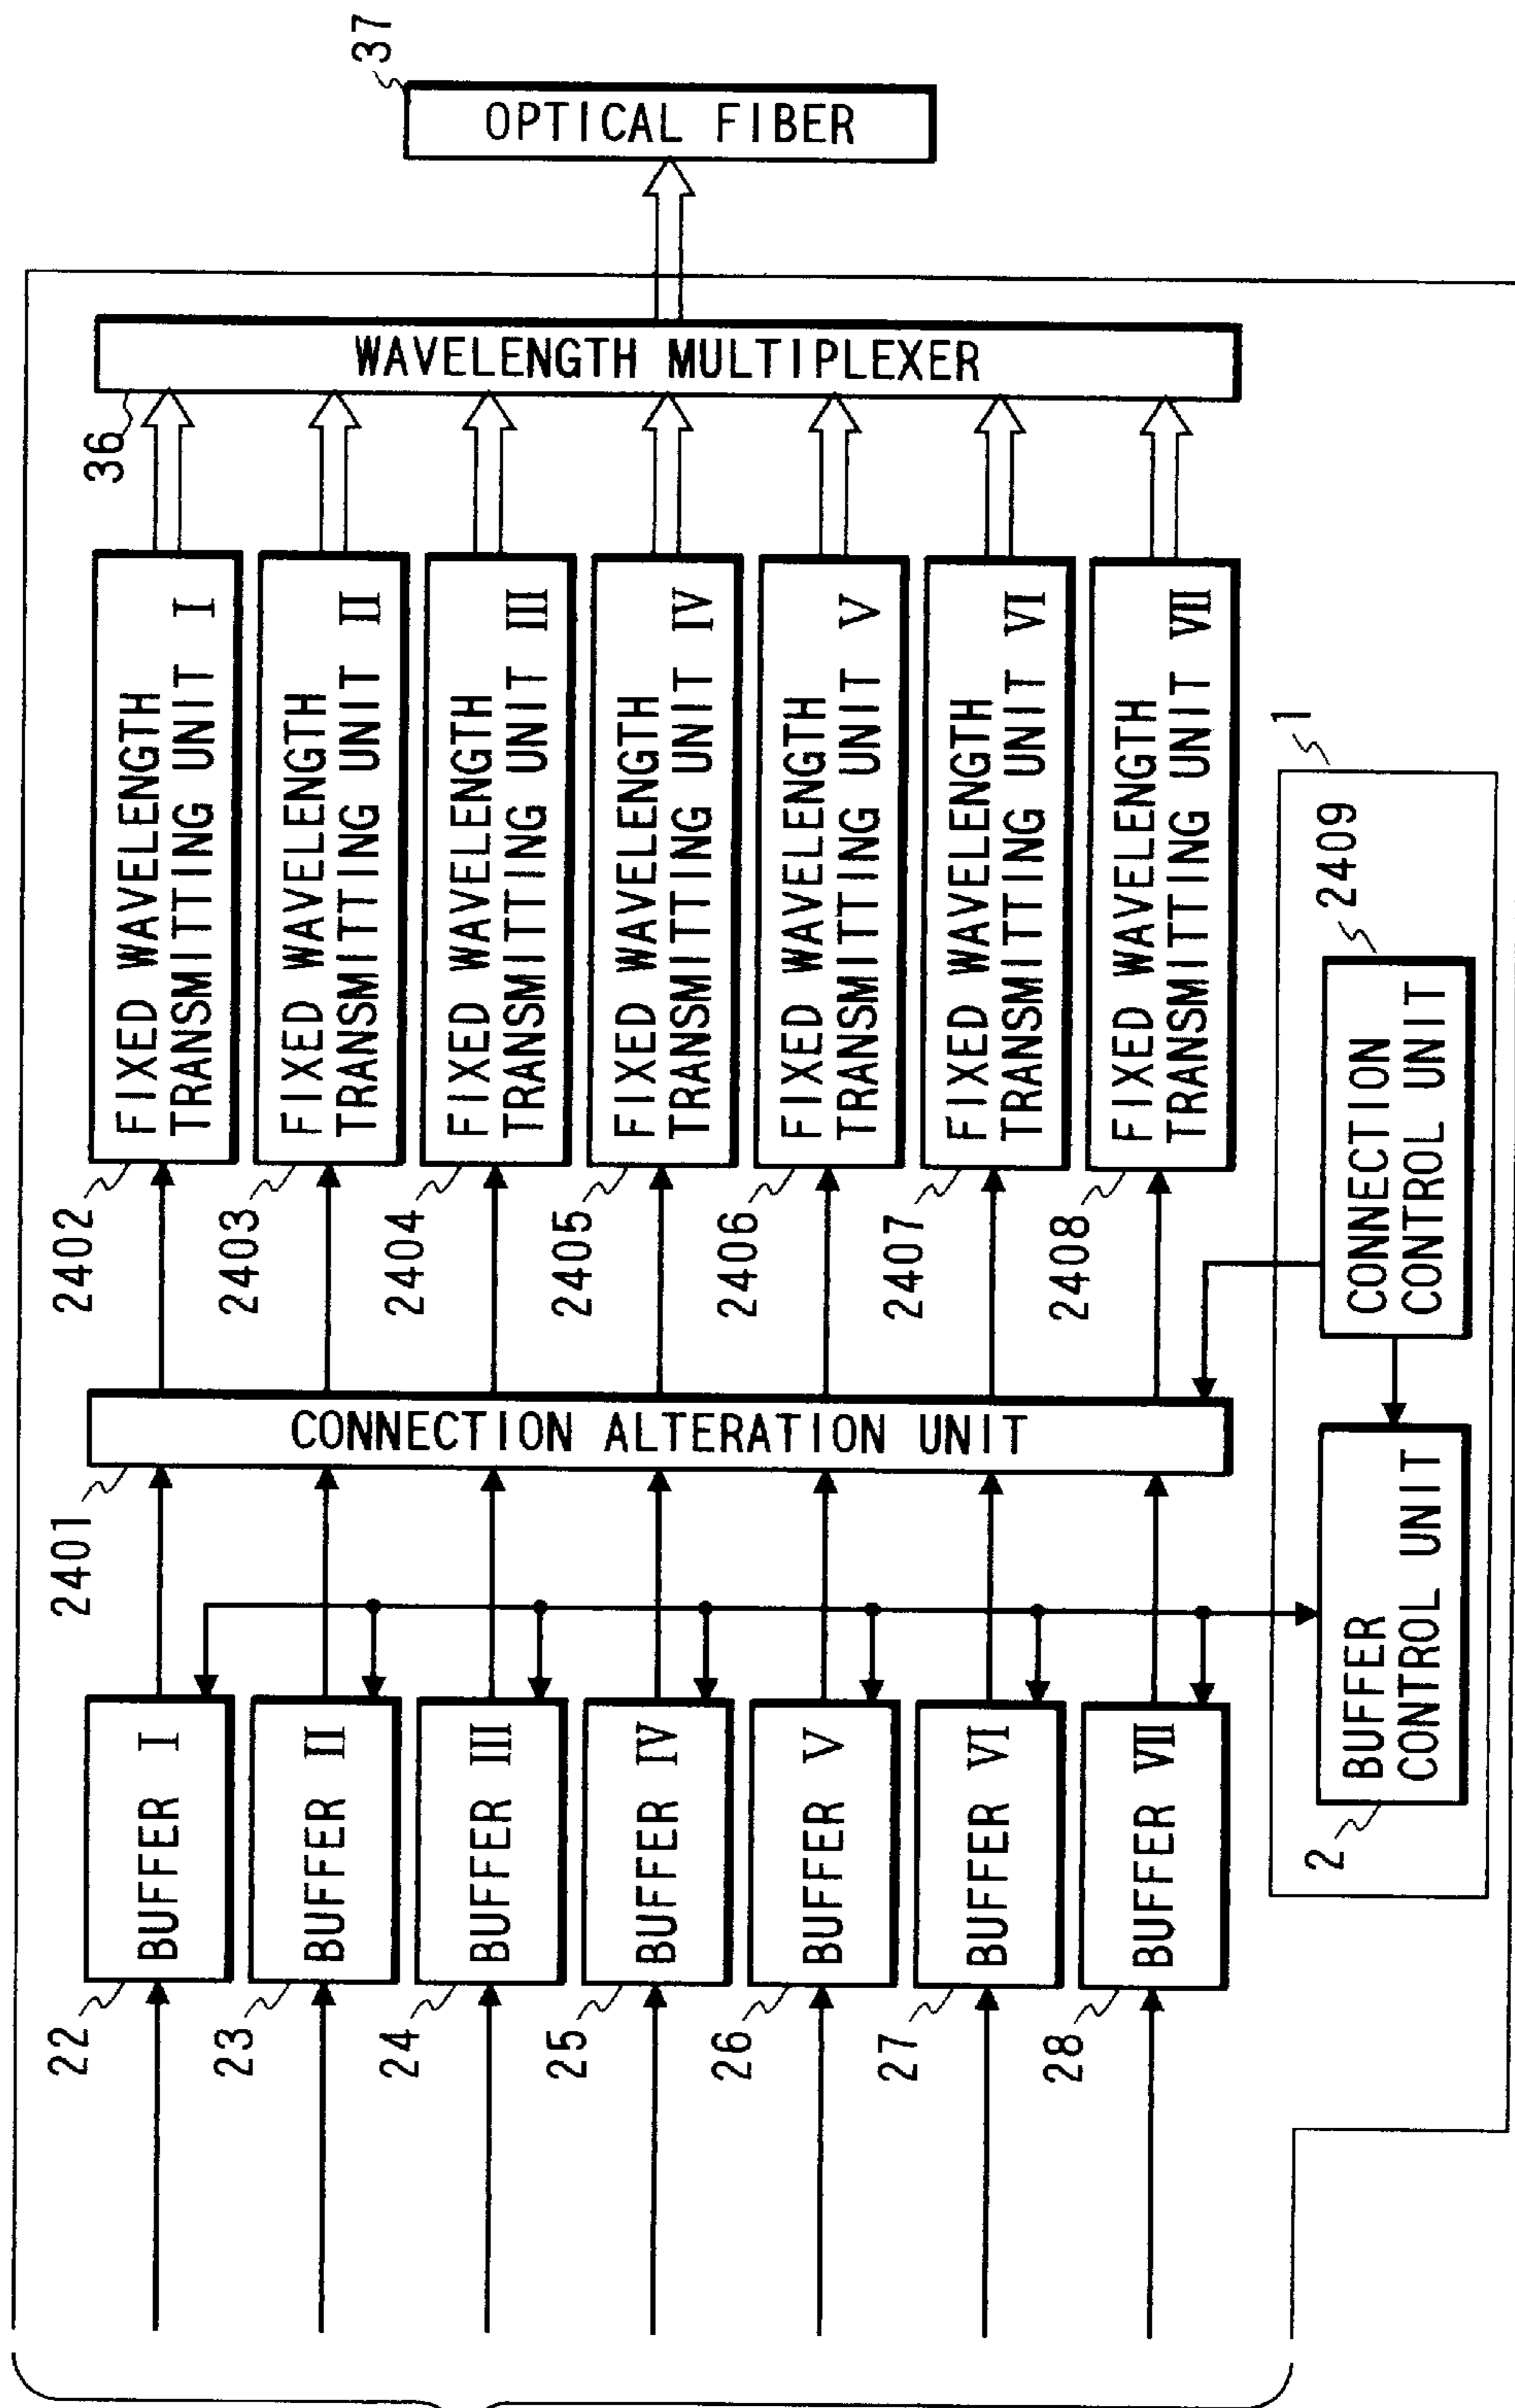 37
OPTICAL FIBER
36
WAVELENGTH MULTIPLEXER
2402
FIXED WAVELENGTH
TRANSMITTING UNIT I
2403
FIXED WAVELENGTH
TRANSMITTING UNIT II
2404
FIXED WAVELENGTH
TRANSMITTING UNIT III
2405
FIXED WAVELENGTH
TRANSMITTING UNIT IV
2406
FIXED WAVELENGTH
TRANSMITTING UNIT V
2407
FIXED WAVELENGTH
TRANSMITTING UNIT VI
2408
FIXED WAVELENGTH
TRANSMITTING UNIT VII
2401
CONNECTION ALTERATION UNIT
22
BUFFER I
23
BUFFER II
24
BUFFER III
25
BUFFER IV
26
BUFFER V
27
BUFFER VI
28
BUFFER VII
1
2409
CONNECTION
CONTROL UNIT
2
BUFFER
CONTROL UNIT